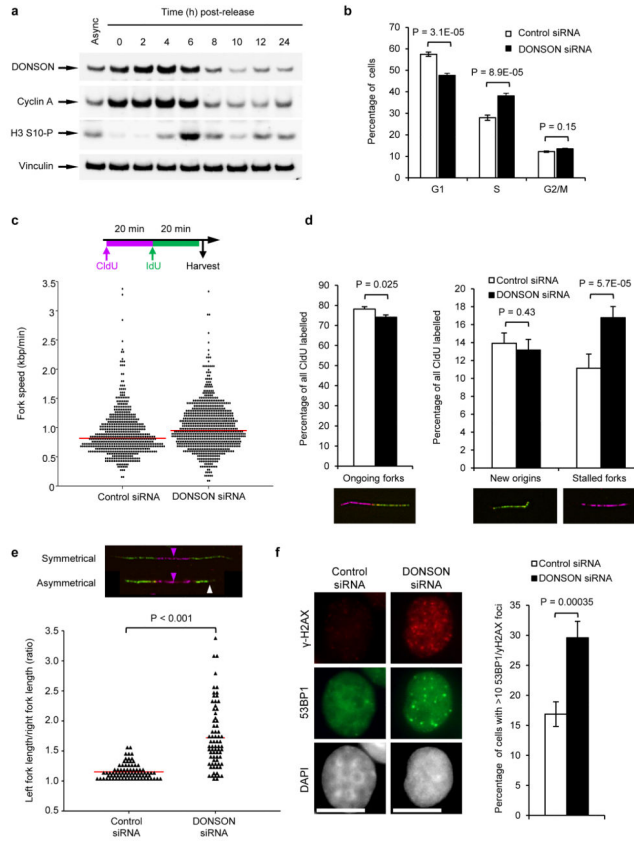 a
Time (h) post-release
Async
0 2 4 6 8 10 12 24
DONSON
Cyclin A
H3 S10-P
Vinculin
b
Control siRNA
DONSON siRNA
P = 3.1E-05
P = 8.9E-05
P = 0.15
Percentage of cells
70
60
50
40
30
20
10
0
G1 S G2/M
c
20 min 20 min
CldU IdU Harvest
Fork speed (kbp/min)
3.5
3.0
2.5
2.0
1.5
1.0
0.5
0
Control siRNA DONSON siRNA
d
P = 0.025
Percentage of all CldU labelled
90
80
70
60
50
40
30
20
10
0
Ongoing forks
Control siRNA
DONSON siRNA
P = 5.7E-05
P = 0.43
Percentage of all CldU labelled
20
18
16
14
12
10
8
6
4
2
0
New origins Stalled forks
e
Symmetrical
Asymmetrical
P < 0.001
Left fork length/right fork length (ratio)
3.5
3.0
2.5
2.0
1.5
1.0
0.5
0
Control
siRNA
DONSON
siRNA
f
Control
siRNA
DONSON
siRNA
γ-H2AX
53BP1
DAPI
Control siRNA
DONSON siRNA
P = 0.00035
Percentage of cells with >10 53BP1/γH2AX foci
35
30
25
20
15
10
5
0